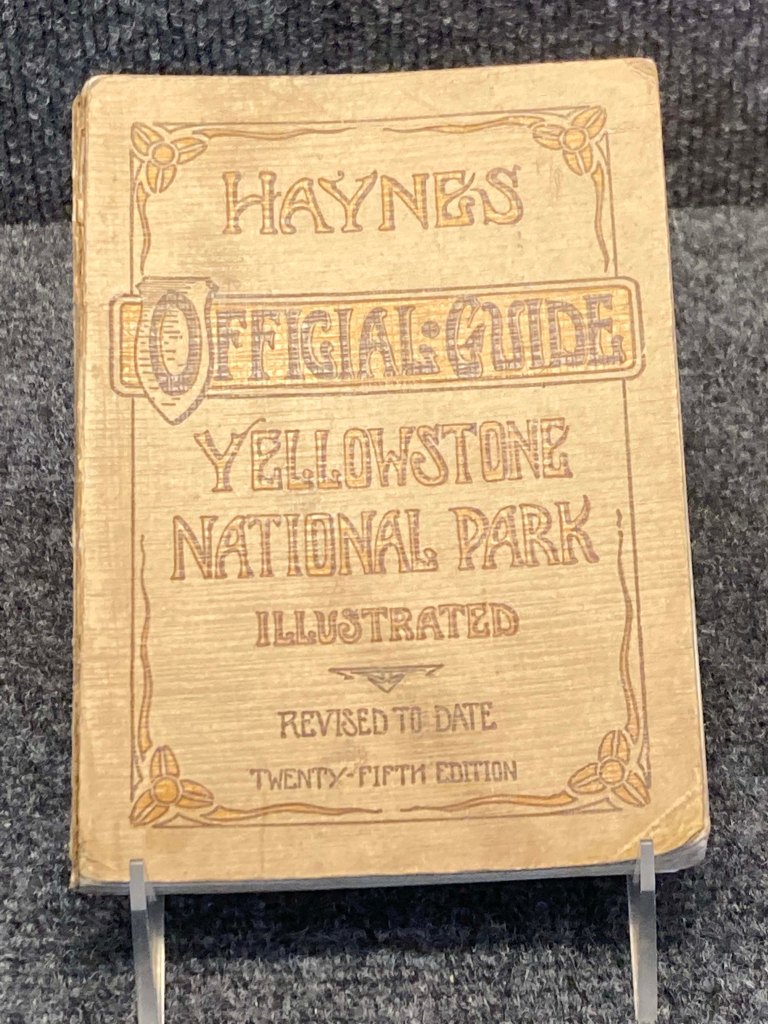 HAYNES
OFFICIAL·GUIDE
YELLOWSTONE
NATIONAL PARK
ILLUSTRATED
REVISED TO DATE
TWENTY-FIFTH EDITION